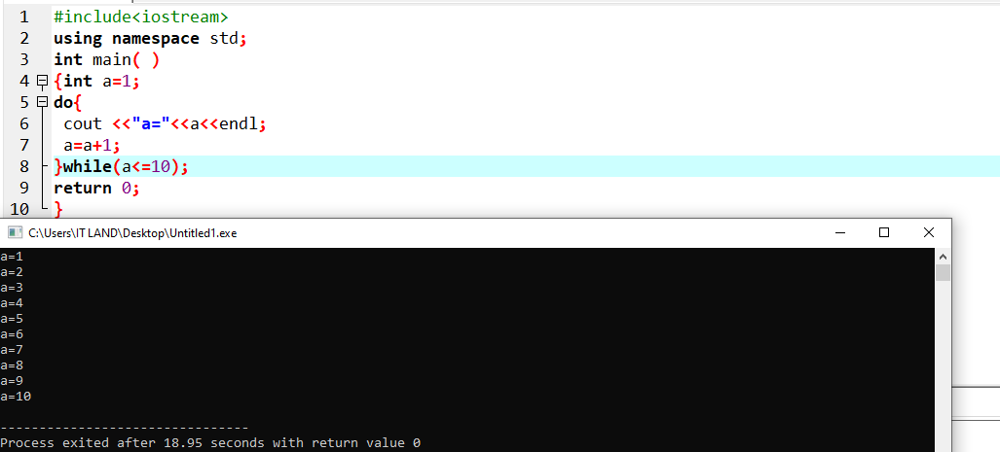 1 #include<iostream>
2 using namespace std;
3 int main( )
4 {int a=1;
5 do{
6 cout <<"a="<<a<<endl;
7 a=a+1;
8 }while(a<=10);
9 return 0;
10 }
C:\Users\IT LAND\Desktop\Untitled1.exe
a=1
a=2
a=3
a=4
a=5
a=6
a=7
a=8
a=9
a=10
--------------------------------
Process exited after 18.95 seconds with return value 0